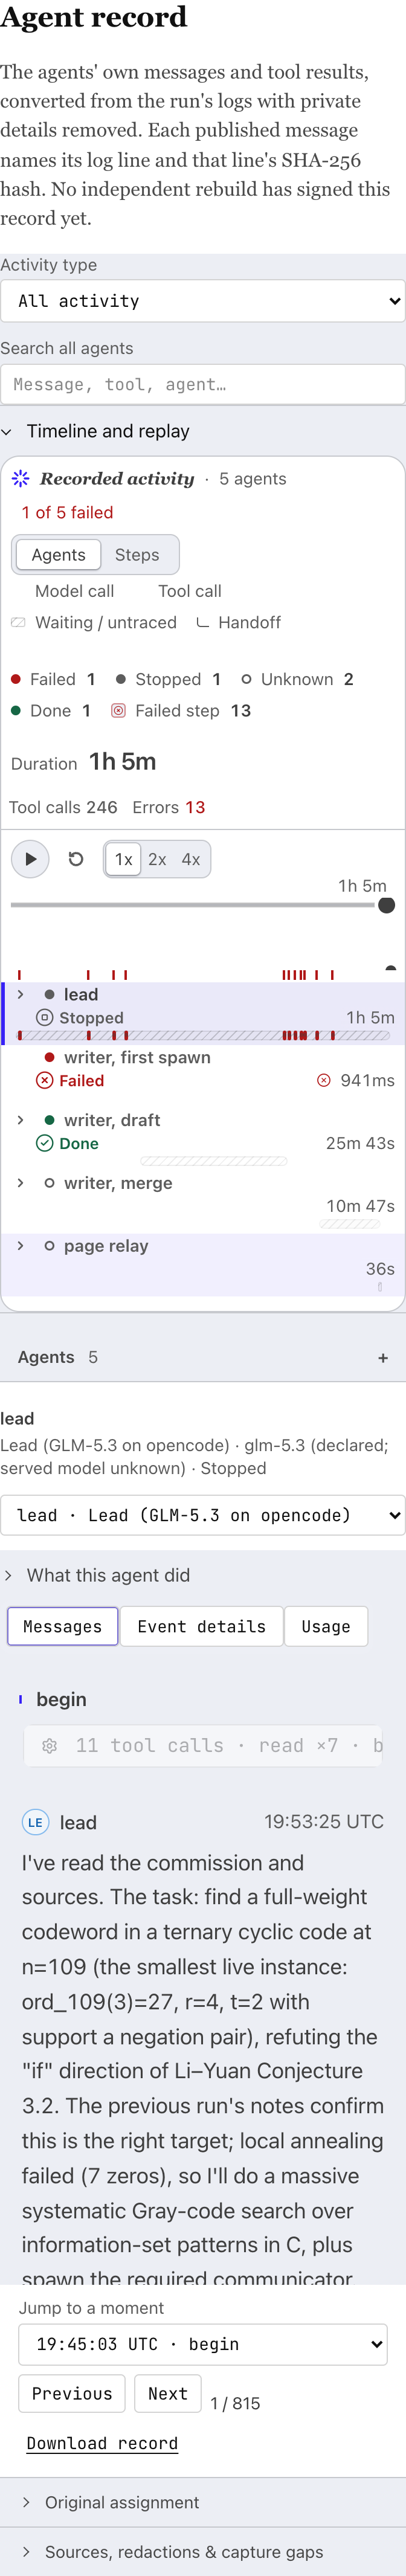 Agent record
The agents' own messages and tool results,
converted from the run's logs with private
details removed. Each published message
names its log line and that line's SHA-256
hash. No independent rebuild has signed this
record yet.
Activity type
All activity
Search all agents
Message, tool, agent…
Timeline and replay
Recorded activity · 5 agents
1 of 5 failed
Agents Steps
Model call Tool call
Waiting / untraced Handoff
Failed 1 Stopped 1 Unknown 2
Done 1 Failed step 13
Duration 1h 5m
Tool calls 246 Errors 13
1x 2x 4x
1h 5m
lead
Stopped 1h 5m
writer, first spawn
Failed 941ms
writer, draft
Done 25m 43s
writer, merge
10m 47s
page relay
36s
Agents 5 +
lead
Lead (GLM-5.3 on opencode) · glm-5.3 (declared;
served model unknown) · Stopped
lead · Lead (GLM-5.3 on opencode)
What this agent did
Messages Event details Usage
begin
11 tool calls · read ×7 · b
LE lead 19:53:25 UTC
I've read the commission and
sources. The task: find a full-weight
codeword in a ternary cyclic code at
n=109 (the smallest live instance:
ord_109(3)=27, r=4, t=2 with
support a negation pair), refuting the
"if" direction of Li–Yuan Conjecture
3.2. The previous run's notes confirm
this is the right target; local annealing
failed (7 zeros), so I'll do a massive
systematic Gray-code search over
information-set patterns in C, plus
spawn the required communicator
Jump to a moment
19:45:03 UTC · begin
Previous Next 1 / 815
Download record
Original assignment
Sources, redactions & capture gaps